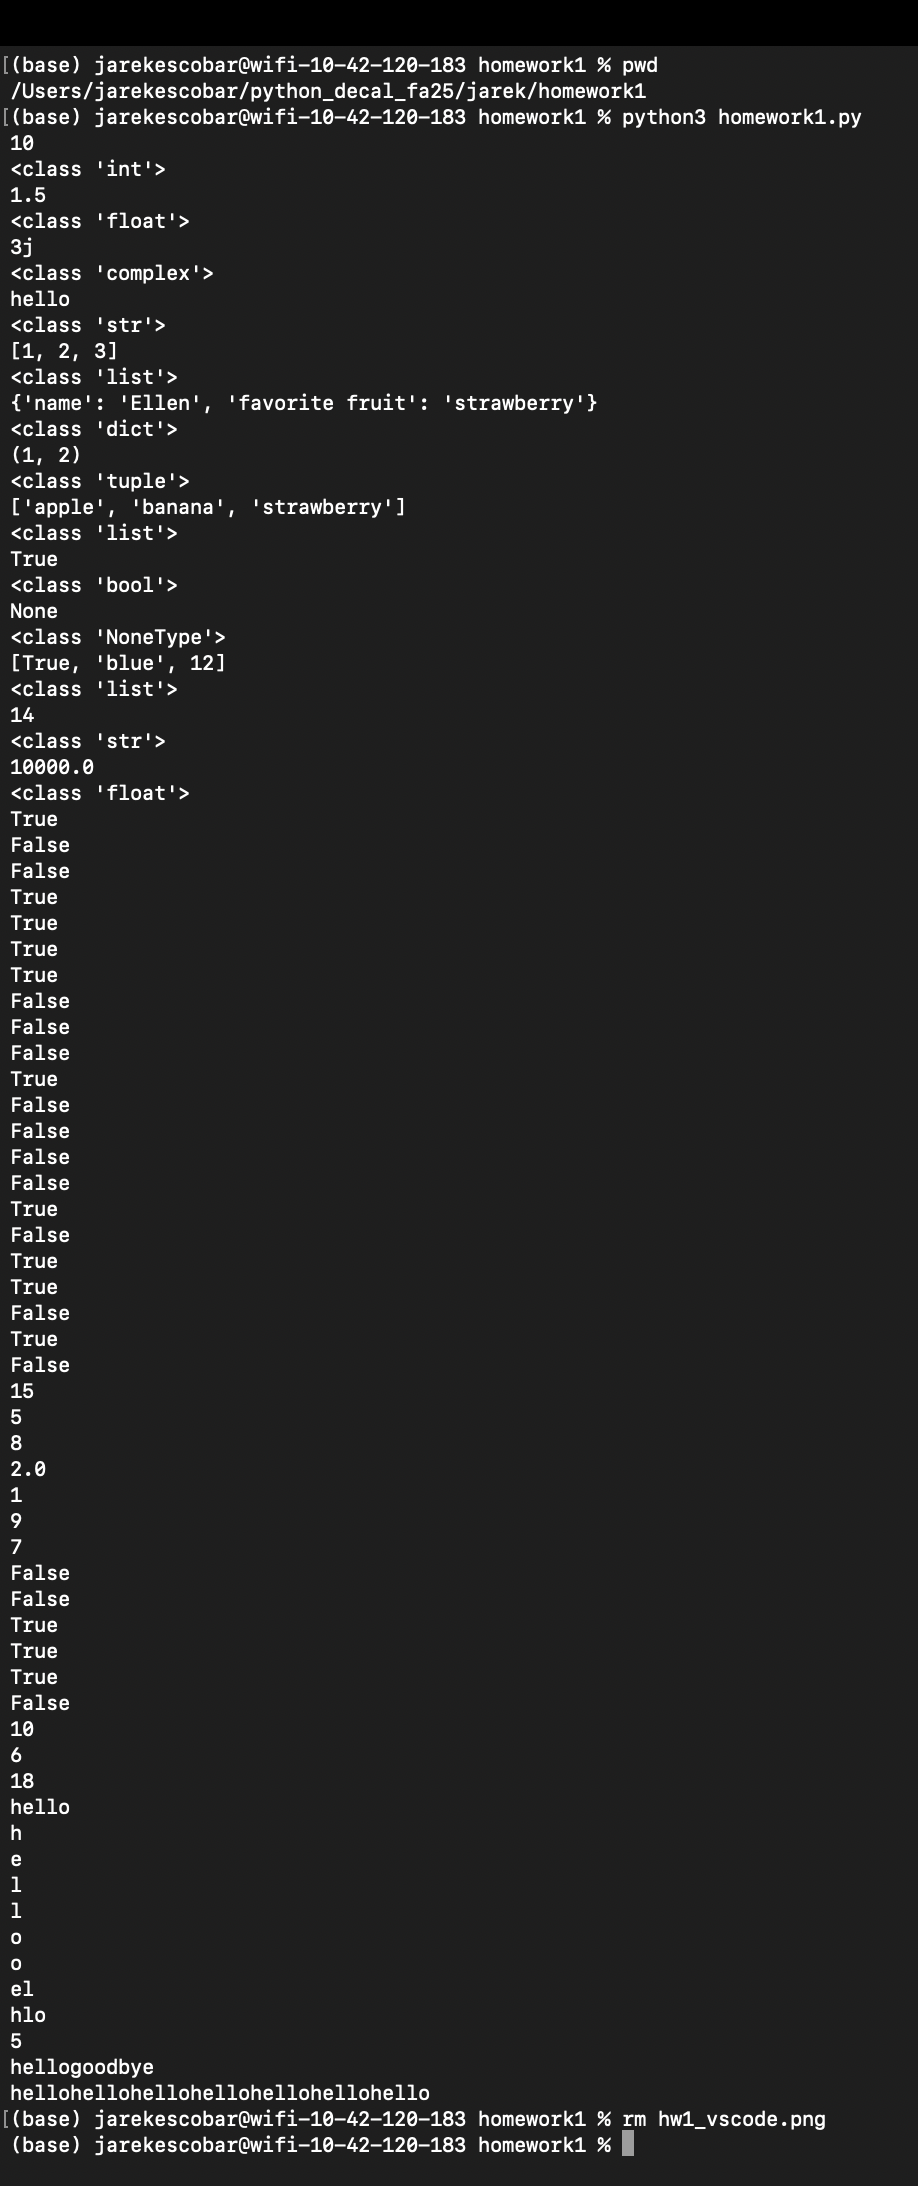 [(base) jarekescobar@wifi-10-42-120-183 homework1 % pwd
/Users/jarekescobar/python_decal_fa25/jarek/homework1
[(base) jarekescobar@wifi-10-42-120-183 homework1 % python3 homework1.py
10
<class 'int'>
1.5
<class 'float'>
3j
<class 'complex'>
hello
<class 'str'>
[1, 2, 3]
<class 'list'>
{'name': 'Ellen', 'favorite fruit': 'strawberry'}
<class 'dict'>
(1, 2)
<class 'tuple'>
['apple', 'banana', 'strawberry']
<class 'list'>
True
<class 'bool'>
None
<class 'NoneType'>
[True, 'blue', 12]
<class 'list'>
14
<class 'str'>
10000.0
<class 'float'>
True
False
False
True
True
True
True
False
False
False
True
False
False
False
False
True
False
True
True
False
True
False
15
5
8
2.0
1
9
7
False
False
True
True
True
False
10
6
18
hello
h
e
l
l
o
o
el
hlo
5
hellogoodbye
hellohellohellohellohellohellohello
[(base) jarekescobar@wifi-10-42-120-183 homework1 % rm hw1_vscode.png
(base) jarekescobar@wifi-10-42-120-183 homework1 %